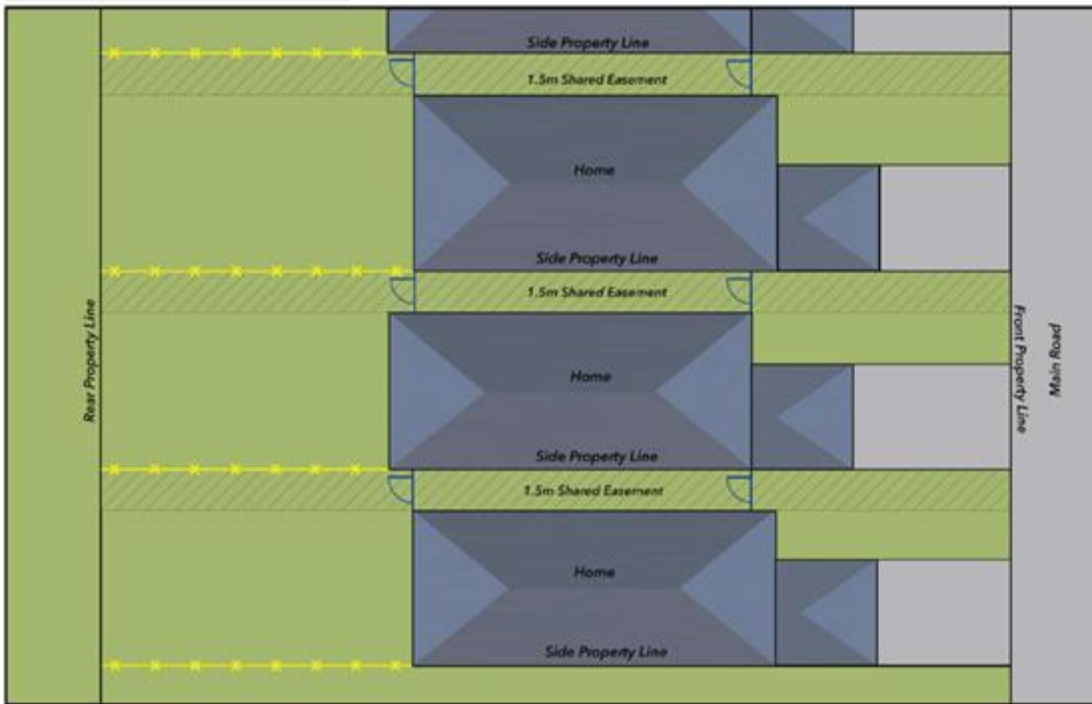 Side Property Line
1.5m Shared Easement
Home
Side Property Line
1.5m Shared Easement
Rear Property Line
Front Property Line
Main Road
Home
Side Property Line
1.5m Shared Easement
Home
Side Property Line